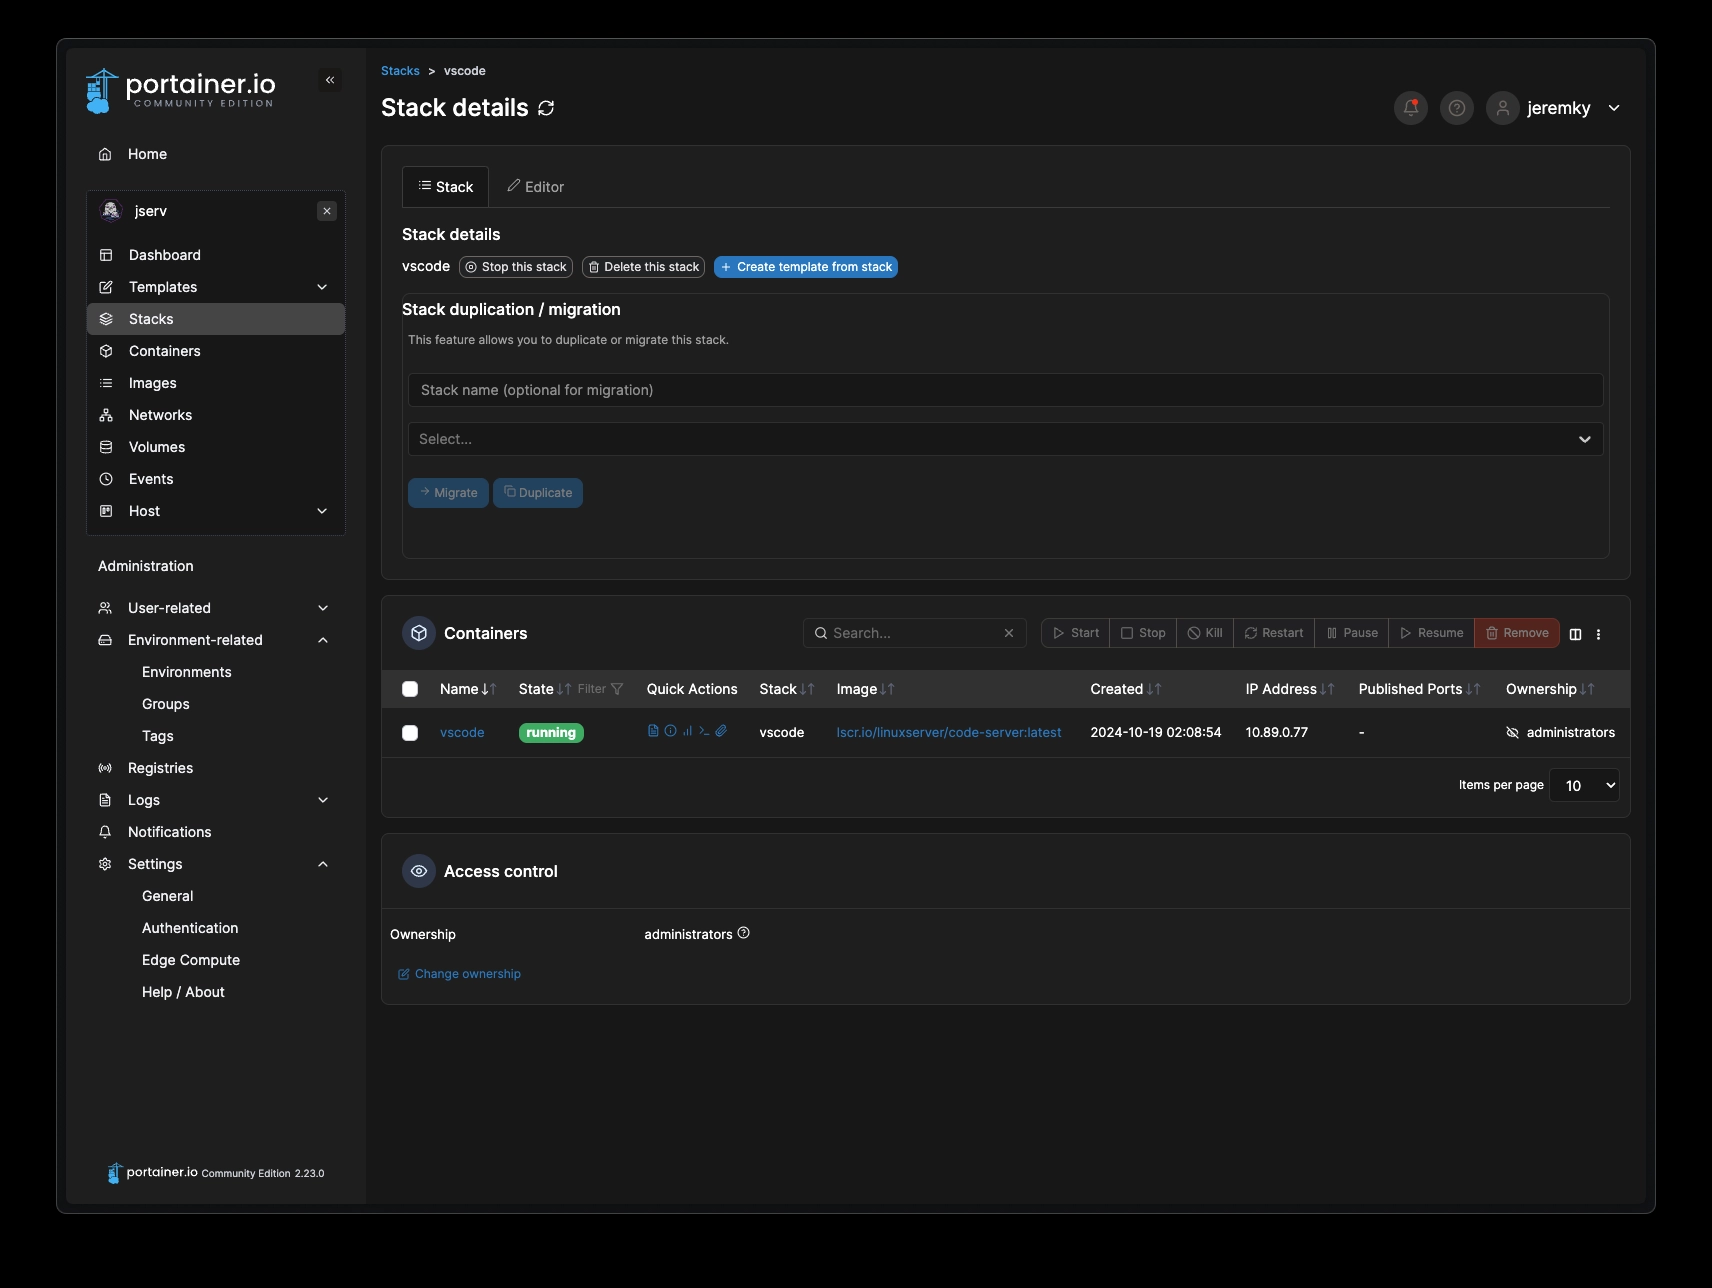 portainer.io
COMMUNITY EDITION
Home
jserv
Dashboard
Templates
Stacks
Containers
Images
Networks
Volumes
Events
Host
Administration
User-related
Environment-related
Environments
Groups
Tags
Registries
Logs
Notifications
Settings
General
Authentication
Edge Compute
Help / About
portainer.io Community Edition 2.23.0
Stacks > vscode
Stack details
jeremky
Stack Editor
Stack details
vscode Stop this stack Delete this stack + Create template from stack
Stack duplication / migration
This feature allows you to duplicate or migrate this stack.
Stack name (optional for migration)
Select...
Migrate Duplicate
Containers Search... Start Stop Kill Restart Pause Resume Remove
Name State Filter Quick Actions Stack Image Created IP Address Published Ports Ownership
vscode running vscode lscr.io/linuxserver/code-server:latest 2024-10-19 02:08:54 10.89.0.77 - administrators
Items per page 10
Access control
Ownership administrators
Change ownership